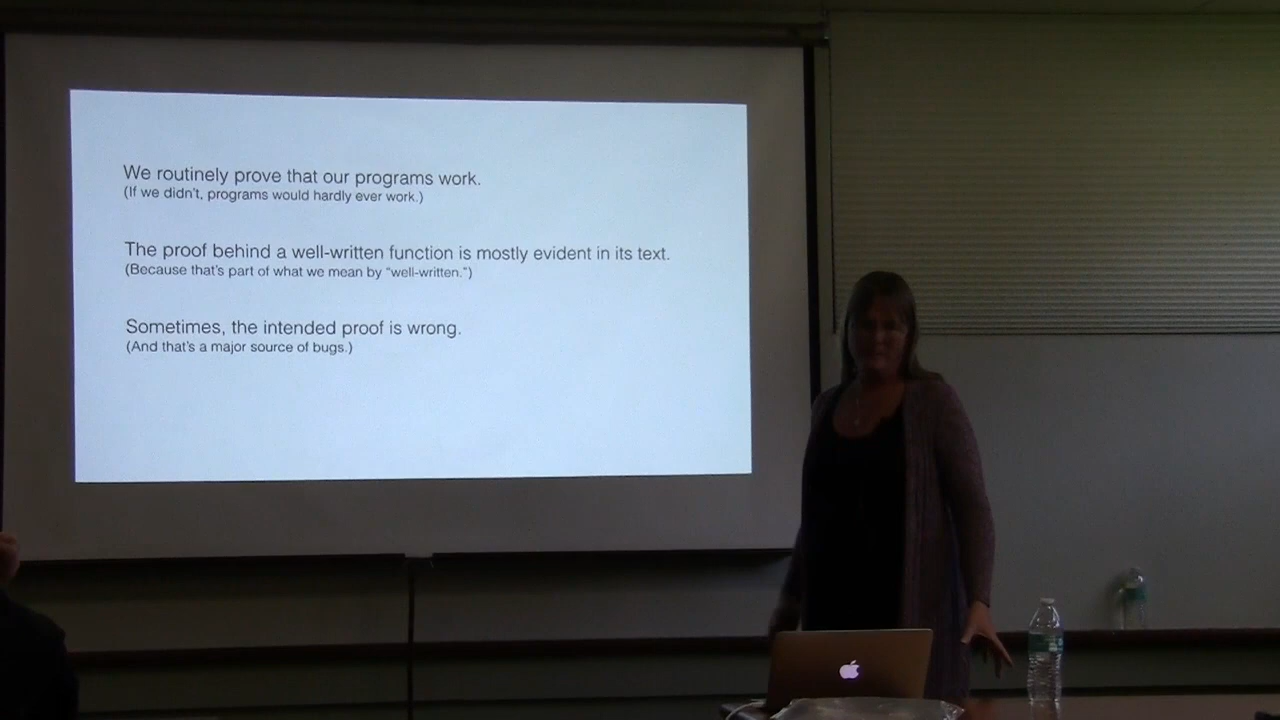 We routinely prove that our programs work.
(If we didn't, programs would hardly ever work.)
The proof behind a well-written function is mostly evident in its text.
(Because that's part of what we mean by “well-written.”)
Sometimes, the intended proof is wrong.
(And that's a major source of bugs.)